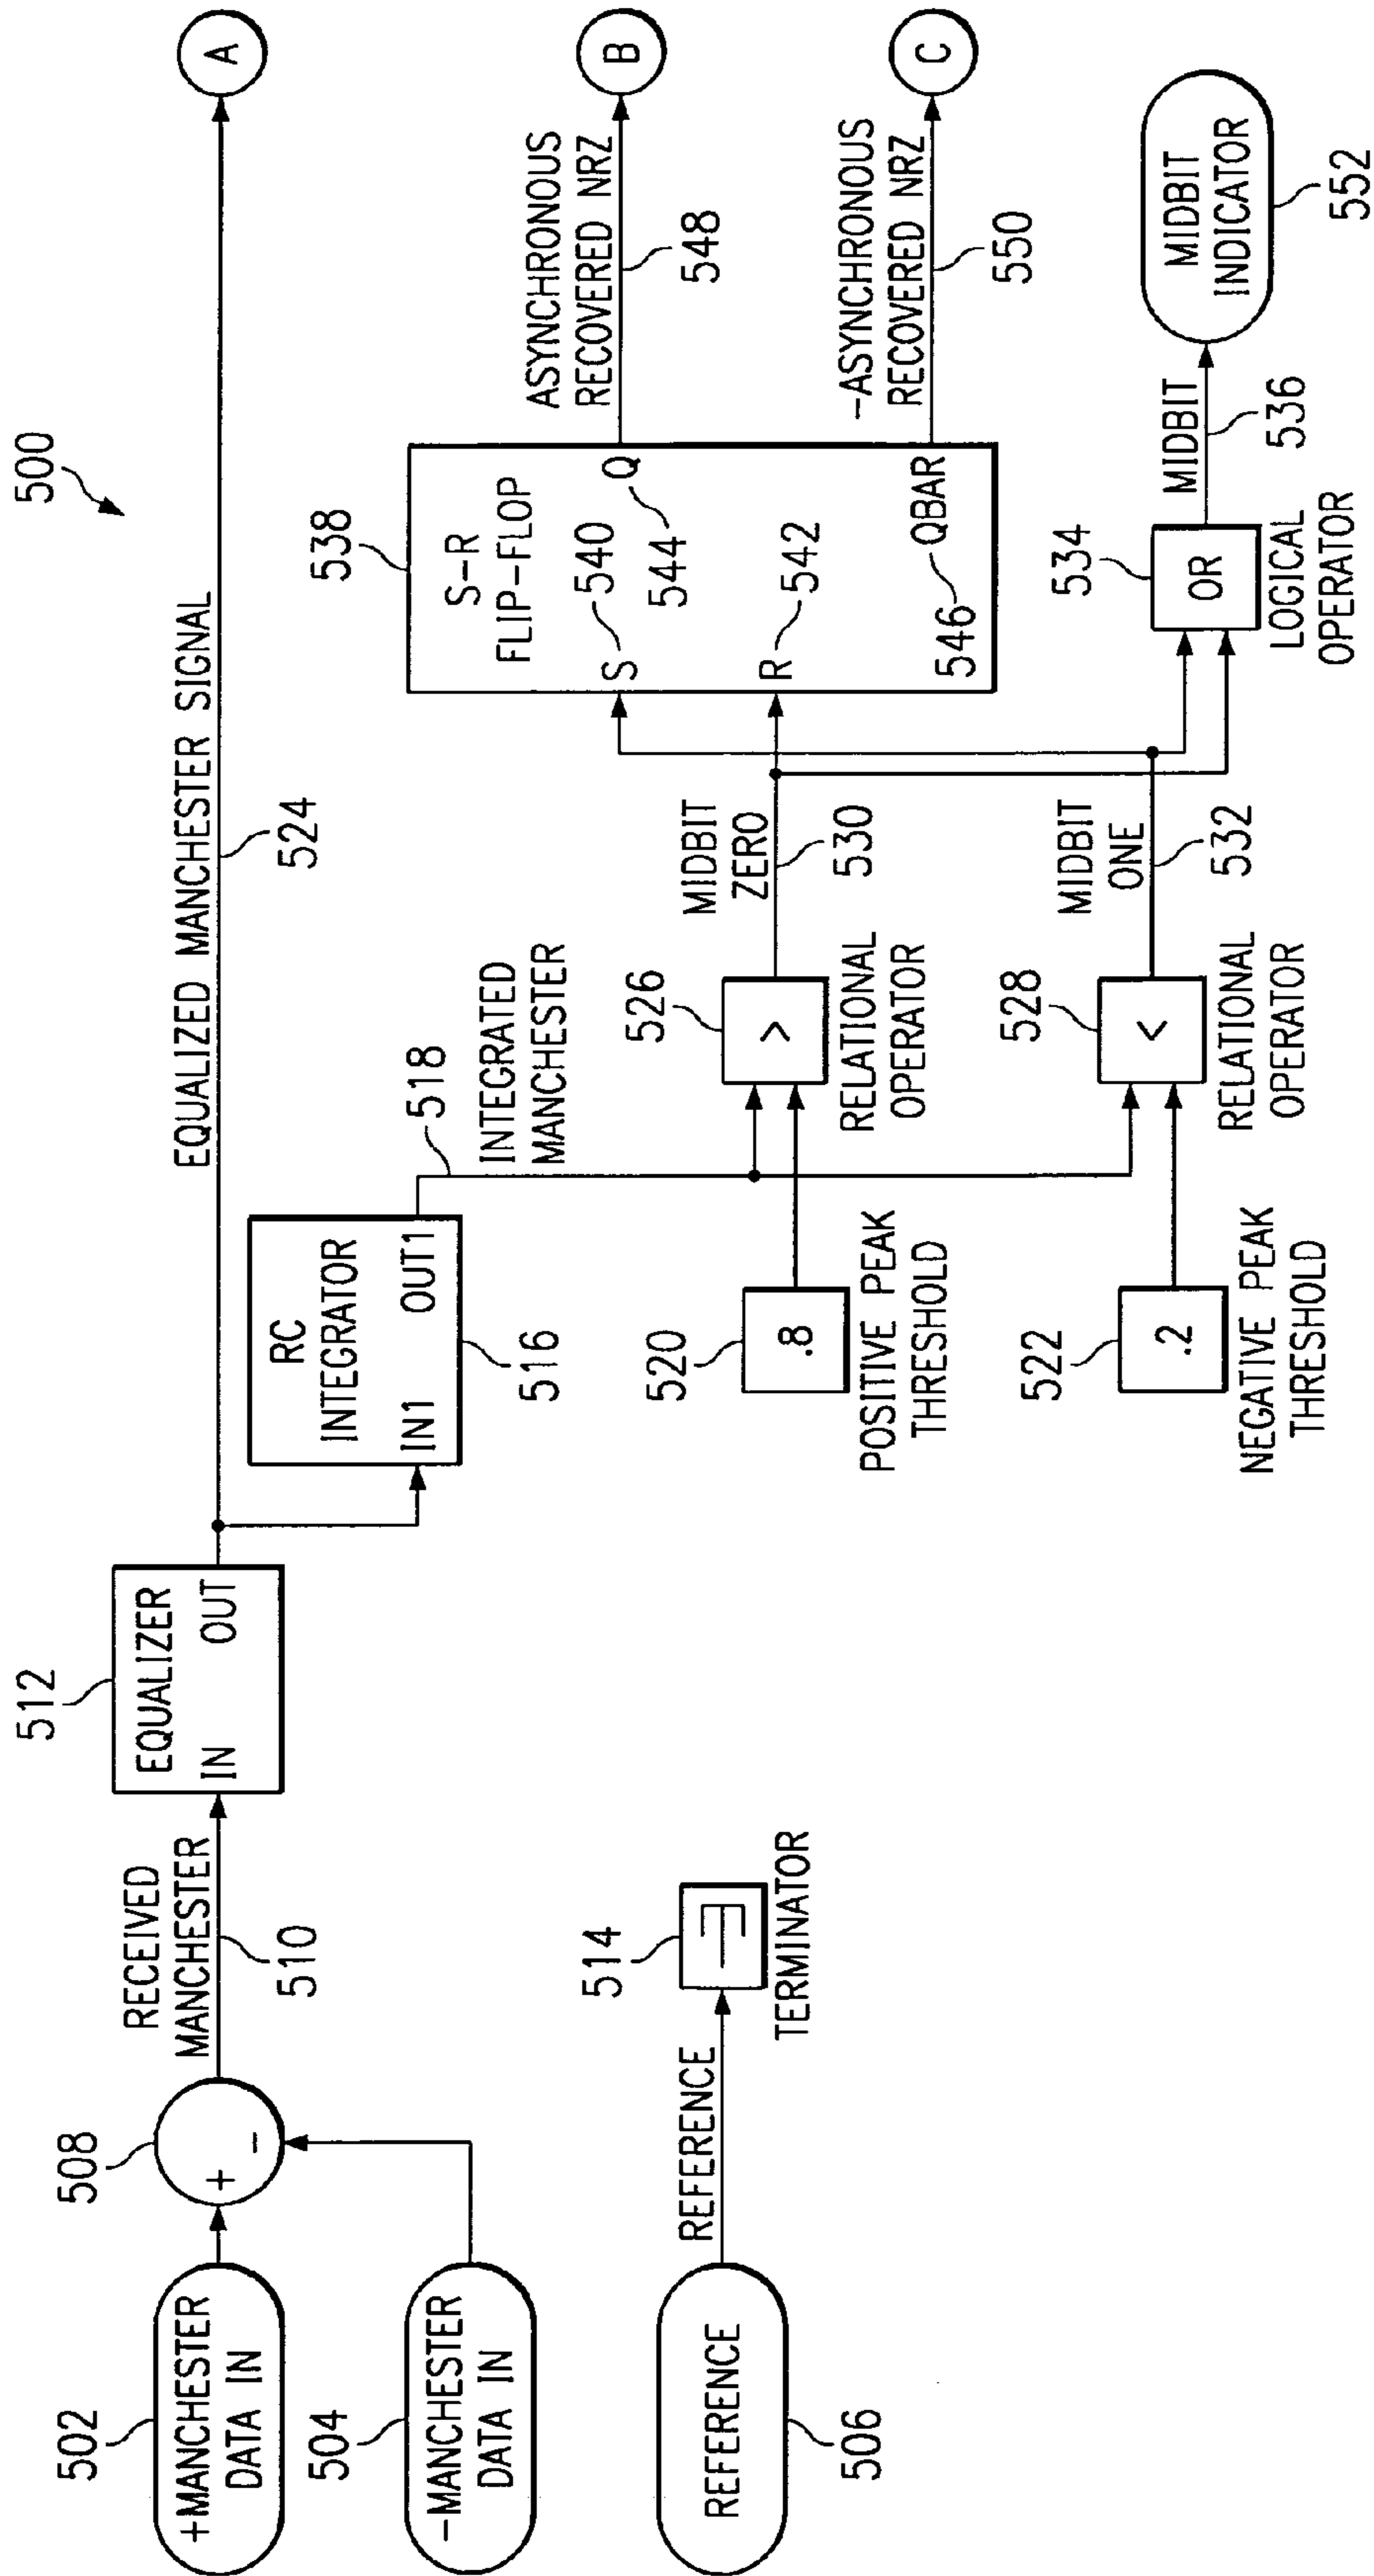 500
502
+MANCHESTER
DATA IN
504
-MANCHESTER
DATA IN
REFERENCE
506
508
+
-
RECEIVED
MANCHESTER
510
REFERENCE
514
TERMINATOR
512
EQUALIZER
IN OUT
EQUALIZED MANCHESTER SIGNAL
524
A
RC
INTEGRATOR
IN1 OUT1
516
518
INTEGRATED
MANCHESTER
520
.8
POSITIVE PEAK
THRESHOLD
522
.2
NEGATIVE PEAK
THRESHOLD
526
>
RELATIONAL
OPERATOR
528
<
RELATIONAL
OPERATOR
MIDBIT
ZERO
530
MIDBIT
ONE
532
538
S-R
FLIP-FLOP
S 540
Q
544
R 542
546 QBAR
ASYNCHRONOUS
RECOVERED NRZ
548
B
-ASYNCHRONOUS
RECOVERED NRZ
550
C
534
OR
LOGICAL
OPERATOR
MIDBIT
536
MIDBIT
INDICATOR
552